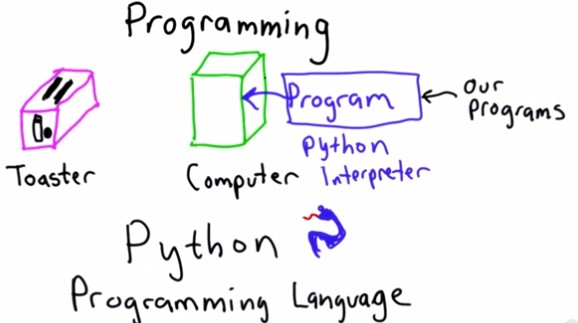 Programming
Program
our
Programs
Python
Interpreter
Toaster
Computer
Python
Programming Language